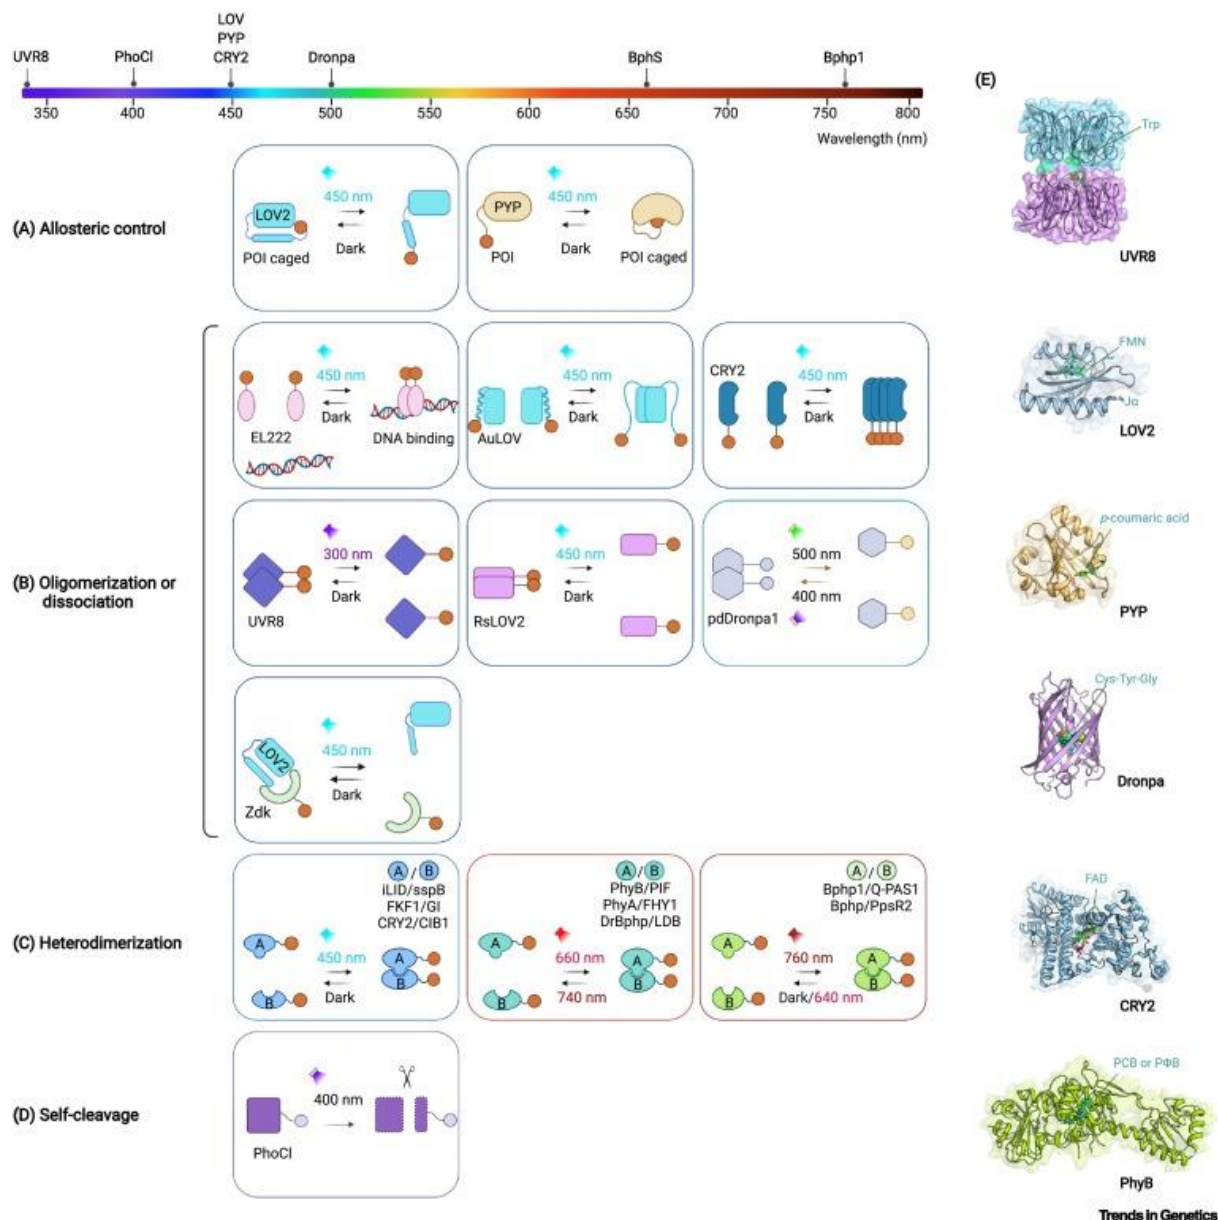 LOV
PYP
UVR8 PhoCl CRY2 Dronpa BphS Bphp1
350 400 450 500 550 600 650 700 750 800
Wavelength (nm)
(A) Allosteric control
LOV2
450 nm
Dark
POI caged
PYP
450 nm
Dark
POI
POI caged
(B) Oligomerization or
dissociation
450 nm
Dark
EL222
DNA binding
450 nm
Dark
AuLOV
CRY2
450 nm
Dark
300 nm
Dark
UVR8
450 nm
Dark
RsLOV2
500 nm
400 nm
pdDronpa1
LOV2
450 nm
Dark
Zdk
(C) Heterodimerization
A / B
iLID/sspB
FKF1/GI
CRY2/CIB1
A
B
450 nm
Dark
A
B
A / B
PhyB/PIF
PhyA/FHY1
DrBphp/LDB
A
B
660 nm
740 nm
A
B
A / B
Bphp1/Q-PAS1
Bphp/PpsR2
A
B
760 nm
Dark/640 nm
A
B
(D) Self-cleavage
400 nm
PhoCl
(E)
Trp
UVR8
FMN
Jα
LOV2
p-coumaric acid
PYP
Cys-Tyr-Gly
Dronpa
FAD
CRY2
PCB or PΦB
PhyB
Trends in Genetics